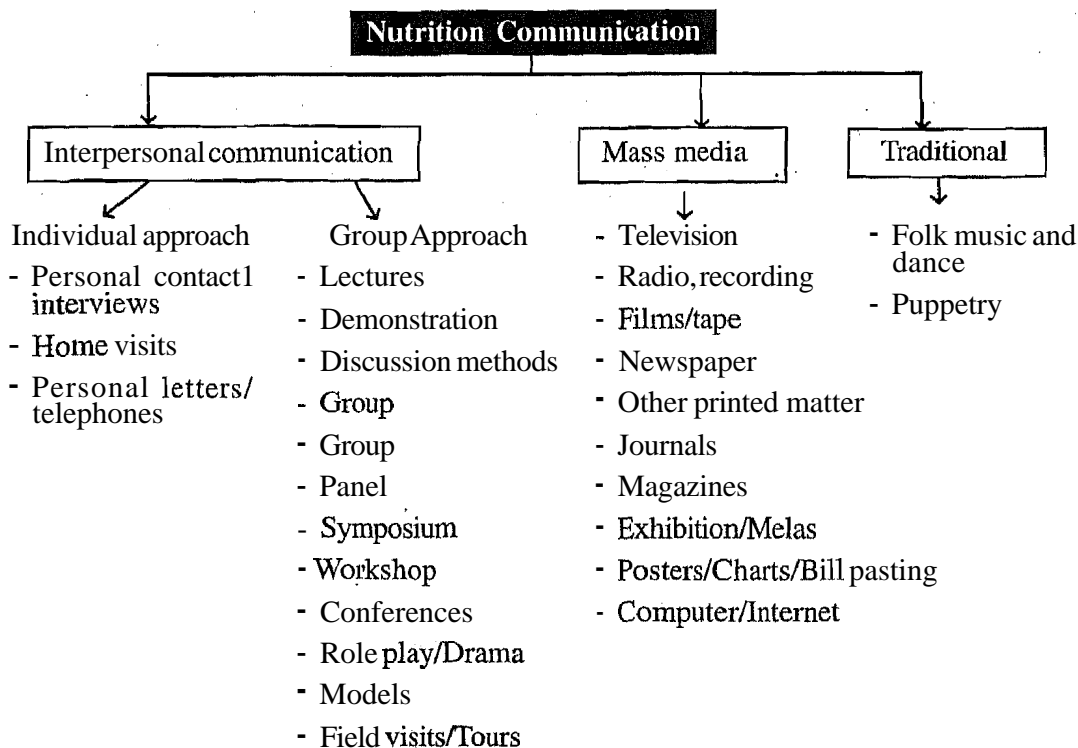 Nutrition Communication
Interpersonal communication
Mass media
Traditional
Individual approach
- Personal contact1
interviews
- Home visits
- Personal letters/
telephones
Group Approach
- Lectures
- Demonstration
- Discussion methods
- Group
- Group
- Panel
- Symposium
- Workshop
- Conferences
- Role play/Drama
- Models
- Field visits/Tours
- Television
- Radio, recording
- Films/tape
- Newspaper
- Other printed matter
- Journals
- Magazines
- Exhibition/Melas
- Posters/Charts/Bill pasting
- Computer/Internet
- Folk music and
dance
- Puppetry